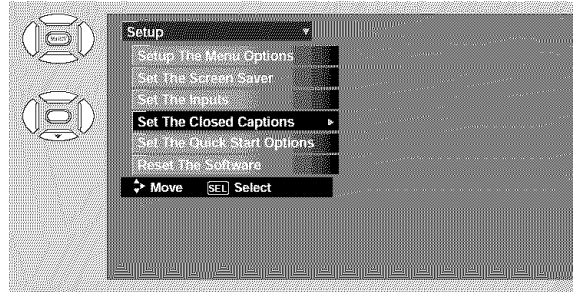 Setup
Setup The Menu Options
Set The Screen Saver
Set The Inputs
Set The Closed Captions
Set The Quick Start Options
Reset The Software
Move SEL Select